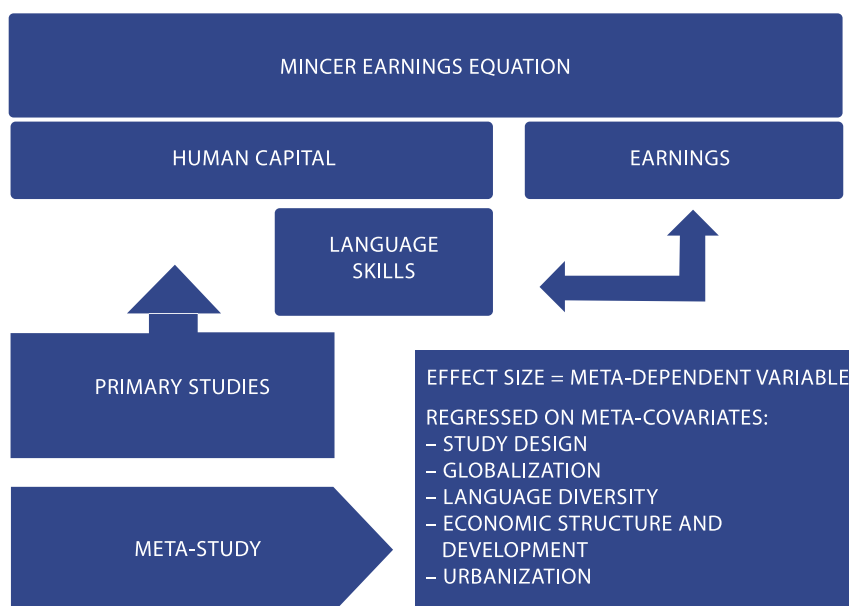 MINCER EARNINGS EQUATION
HUMAN CAPITAL
EARNINGS
LANGUAGE
SKILLS
PRIMARY STUDIES
EFFECT SIZE = META-DEPENDENT VARIABLE
REGRESSED ON META-COVARIATES:
– STUDY DESIGN
– GLOBALIZATION
– LANGUAGE DIVERSITY
– ECONOMIC STRUCTURE AND
DEVELOPMENT
– URBANIZATION
META-STUDY